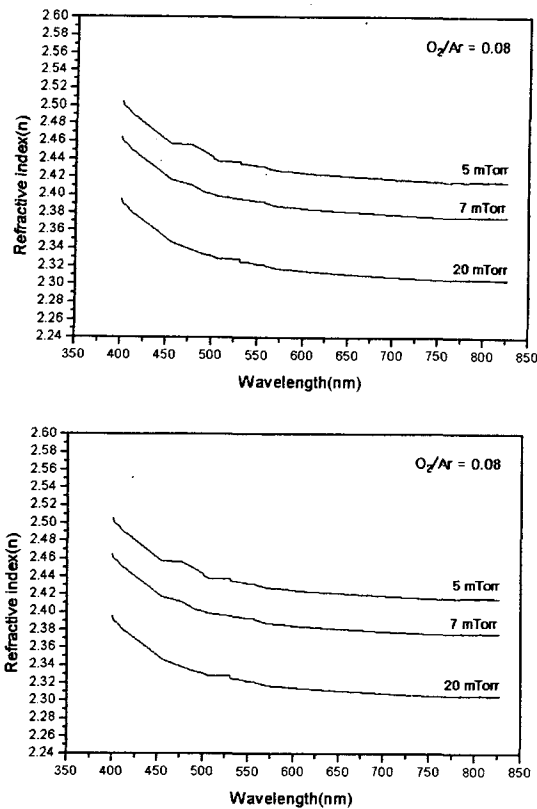 2.60
2.58
2.56
2.54
2.52
2.50
2.48
2.46
2.44
2.42
2.40
2.38
2.36
2.34
2.32
2.30
2.28
2.26
2.24
Refractive index(n)
O₂/Ar = 0.08
5 mTorr
7 mTorr
20 mTorr
350 400 450 500 550 600 650 700 750 800 850
Wavelength(nm)
2.60
2.58
2.56
2.54
2.52
2.50
2.48
2.46
2.44
2.42
2.40
2.38
2.36
2.34
2.32
2.30
2.28
2.26
2.24
Refractive index(n)
O₂/Ar = 0.08
5 mTorr
7 mTorr
20 mTorr
350 400 450 500 550 600 650 700 750 800 850
Wavelength(nm)